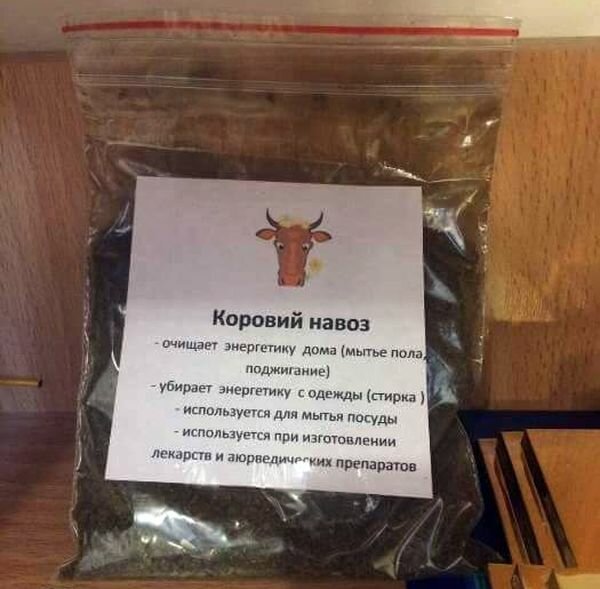 Коровий навоз
- очищает энергетику дома (мытье пола,
поджигание)
- убирает энергетику с одежды (стирка )
- используется для мытья посуды
- используется при изготовлении
лекарств и аюрведических препаратов